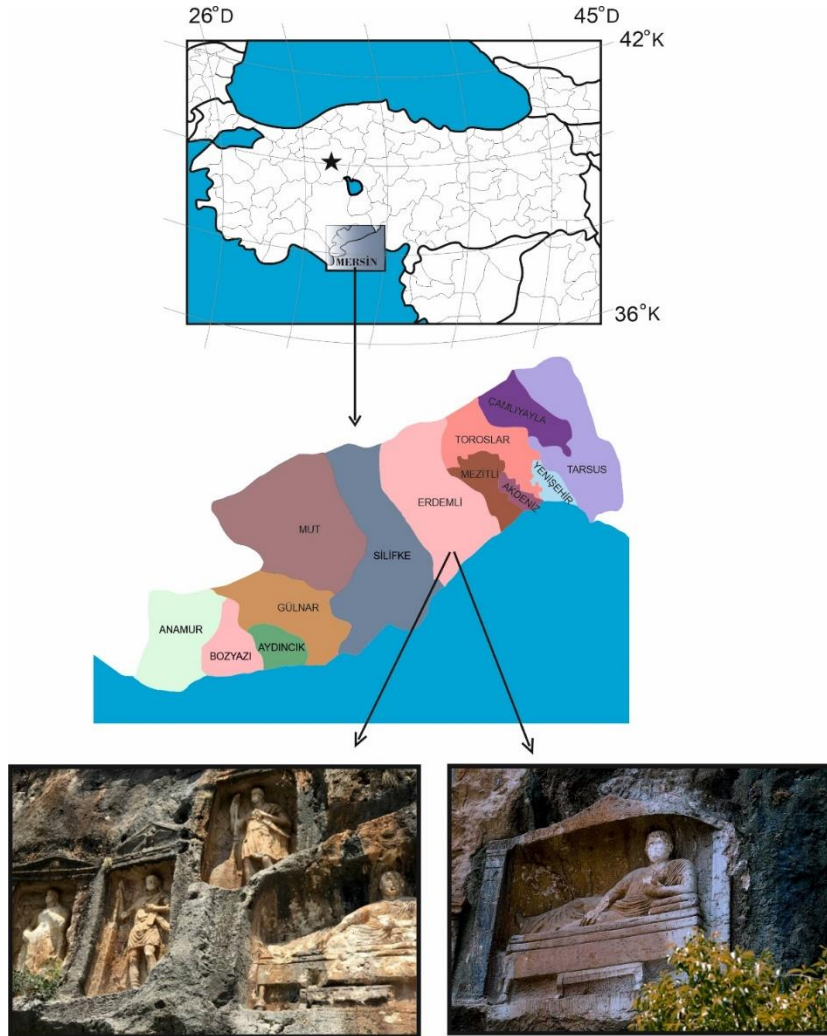 26°D
45°D
42°K
MERSİN
36°K
ÇAMLIYAYLA
TOROSLAR
TARSUS
MEZİTLİ
YENİŞEHİR
AKDENİZ
ERDEMLİ
MUT
SİLİFKE
GÜLNAR
ANAMUR
AYDINCIK
BOZYAZI